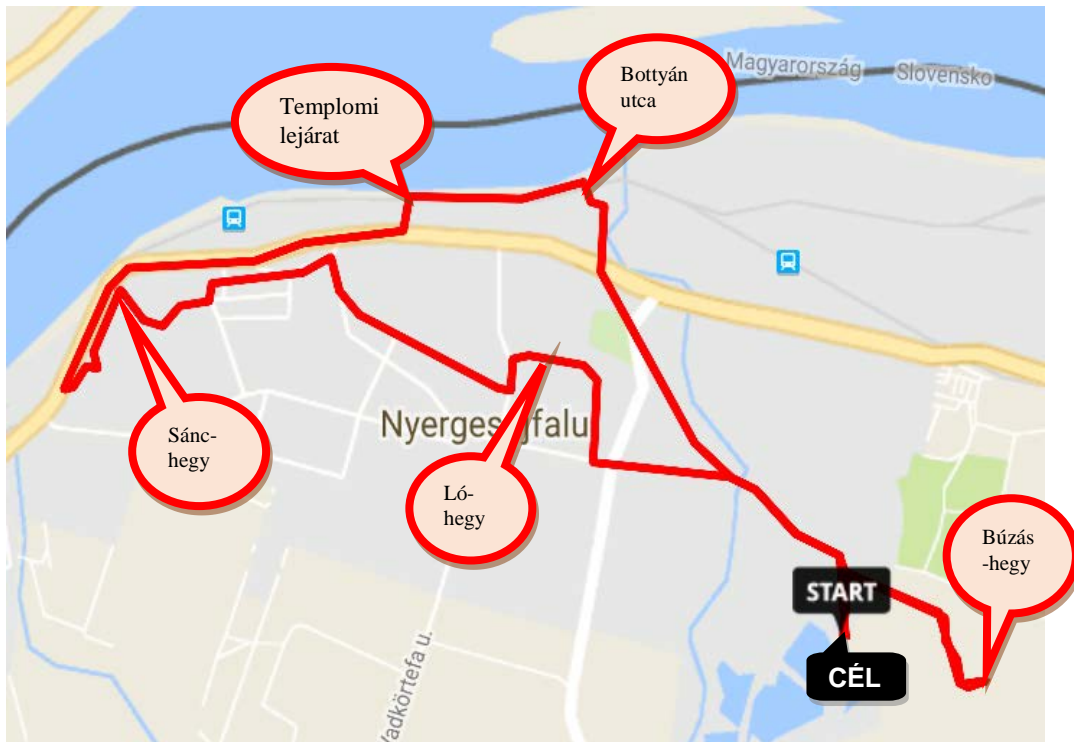 Magyarország
Slovensko
Bottyán
utca
Templomi
lejárat
Nyergesújfalu
Sánc-
hegy
Ló-
hegy
Búzás
-hegy
START
CÉL
Vadkörtefa u.